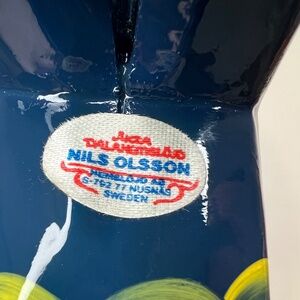 Äkta
DALAHEMSLÖJD
NILS OLSSON
HEMSLÖJD AB
S-792 77 NUSNÄS
SWEDEN